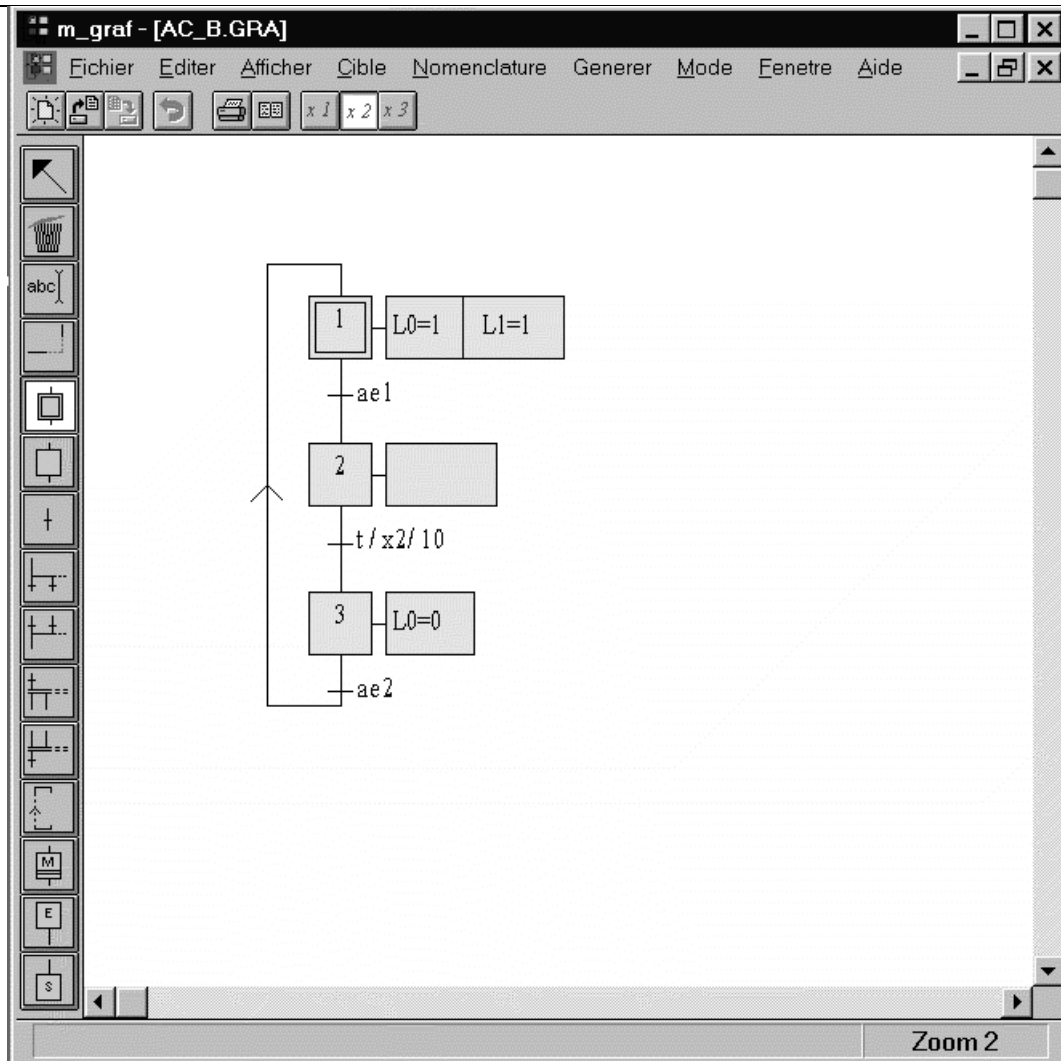 m_graf - [AC_B.GRA]
Fichier Editer Afficher Cible Nomenclature Generer Mode Fenetre Aide
x 1 x 2 x 3
abc
1 L0=1 L1=1
ae1
2
t/x2/10
3 L0=0
ae2
M
E
S
Zoom 2